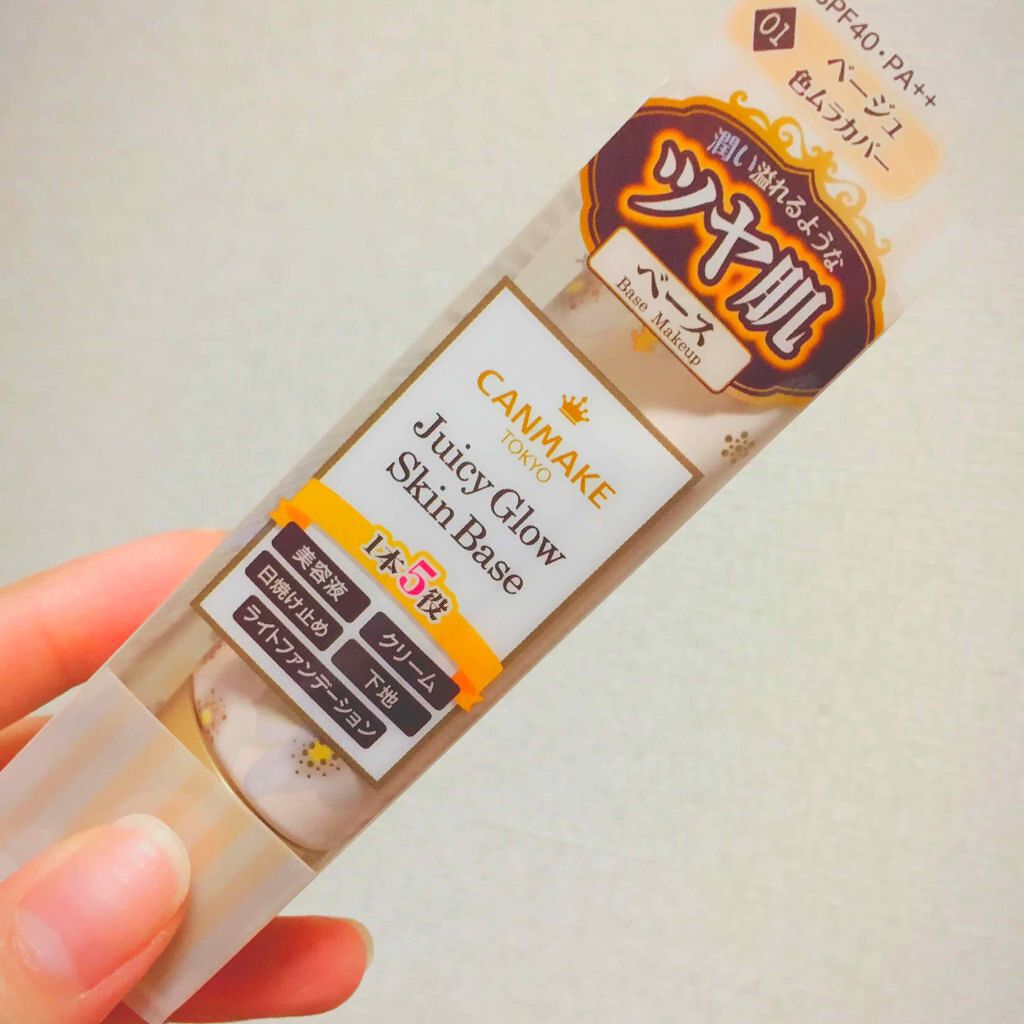 SPF40・PA++
01
ベージュ
色ムラカバー
潤い溢れるような
ツヤ肌
ベース
Base Makeup
CANMAKE
TOKYO
Juicy Glow
Skin Base
1本5役
美容液 クリーム
日焼け止め 下地
ライトファンデーション